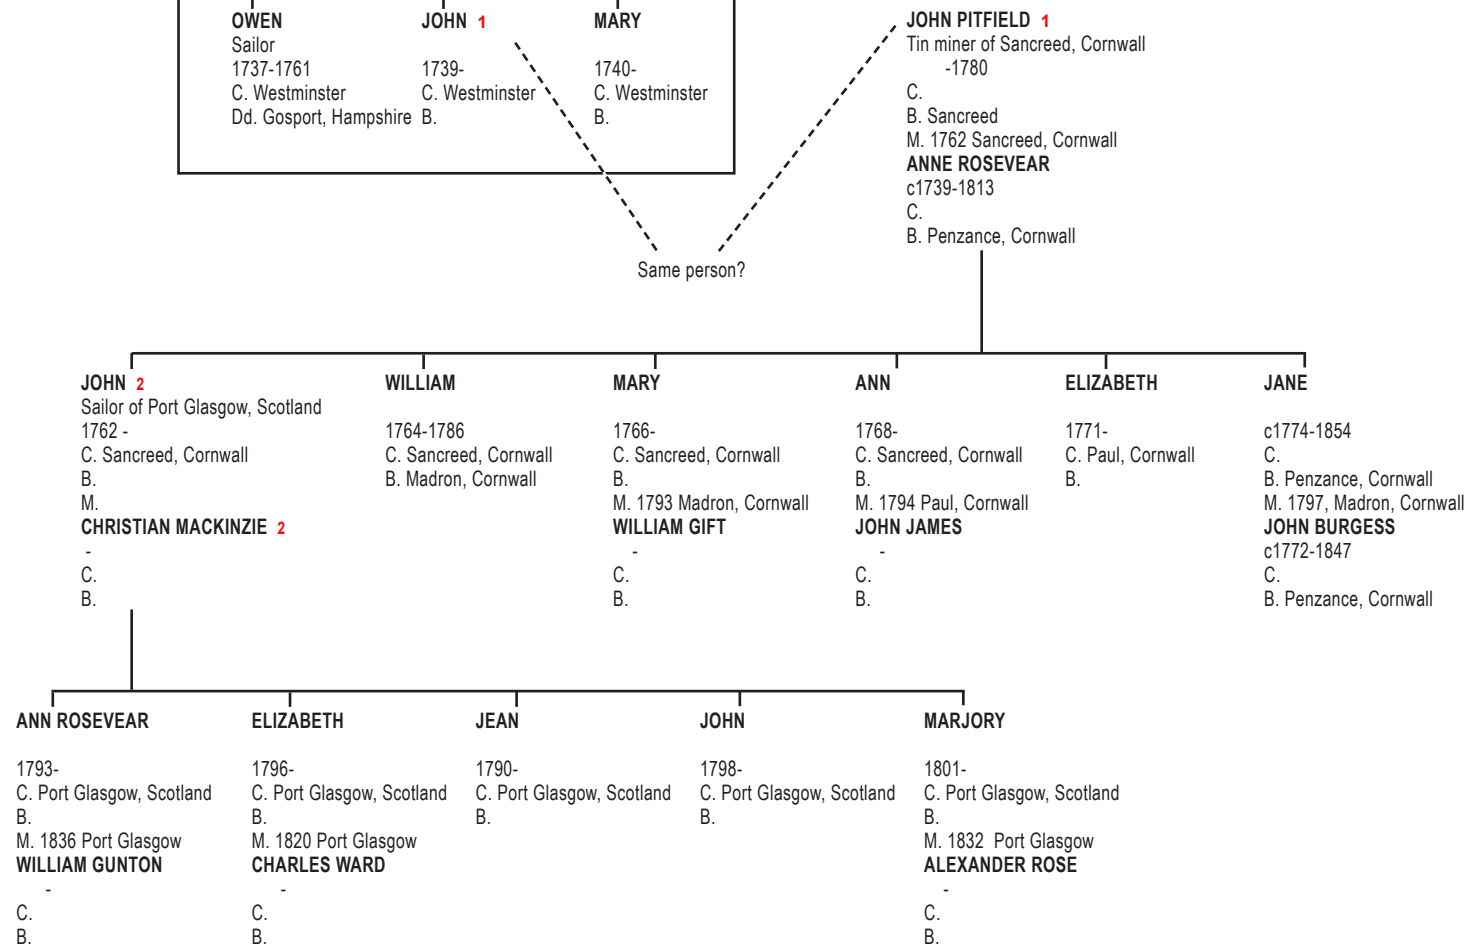 OWEN
Sailor
1737-1761
C. Westminster
Dd. Gosport, Hampshire
JOHN 1
1739-
C. Westminster
B.
MARY
1740-
C. Westminster
B.
JOHN PITFIELD 1
Tin miner of Sancreed, Cornwall
-1780
C.
B. Sancreed
M. 1762 Sancreed, Cornwall
ANNE ROSEVEAR
c1739-1813
C.
B. Penzance, Cornwall
Same person?
JOHN 2
Sailor of Port Glasgow, Scotland
1762 -
C. Sancreed, Cornwall
B.
M.
CHRISTIAN MACKINZIE 2
-
C.
B.
WILLIAM
1764-1786
C. Sancreed, Cornwall
B. Madron, Cornwall
MARY
1766-
C. Sancreed, Cornwall
B.
M. 1793 Madron, Cornwall
WILLIAM GIFT
-
C.
B.
ANN
1768-
C. Sancreed, Cornwall
B.
M. 1794 Paul, Cornwall
JOHN JAMES
-
C.
B.
ELIZABETH
1771-
C. Paul, Cornwall
B.
JANE
c1774-1854
C.
B. Penzance, Cornwall
M. 1797, Madron, Cornwall
JOHN BURGESS
c1772-1847
C.
B. Penzance, Cornwall
ANN ROSEVEAR
1793-
C. Port Glasgow, Scotland
B.
M. 1836 Port Glasgow
WILLIAM GUNTON
-
C.
B.
ELIZABETH
1796-
C. Port Glasgow, Scotland
B.
M. 1820 Port Glasgow
CHARLES WARD
-
C.
B.
JEAN
1790-
C. Port Glasgow, Scotland
B.
JOHN
1798-
C. Port Glasgow, Scotland
B.
MARJORY
1801-
C. Port Glasgow, Scotland
B.
M. 1832 Port Glasgow
ALEXANDER ROSE
-
C.
B.